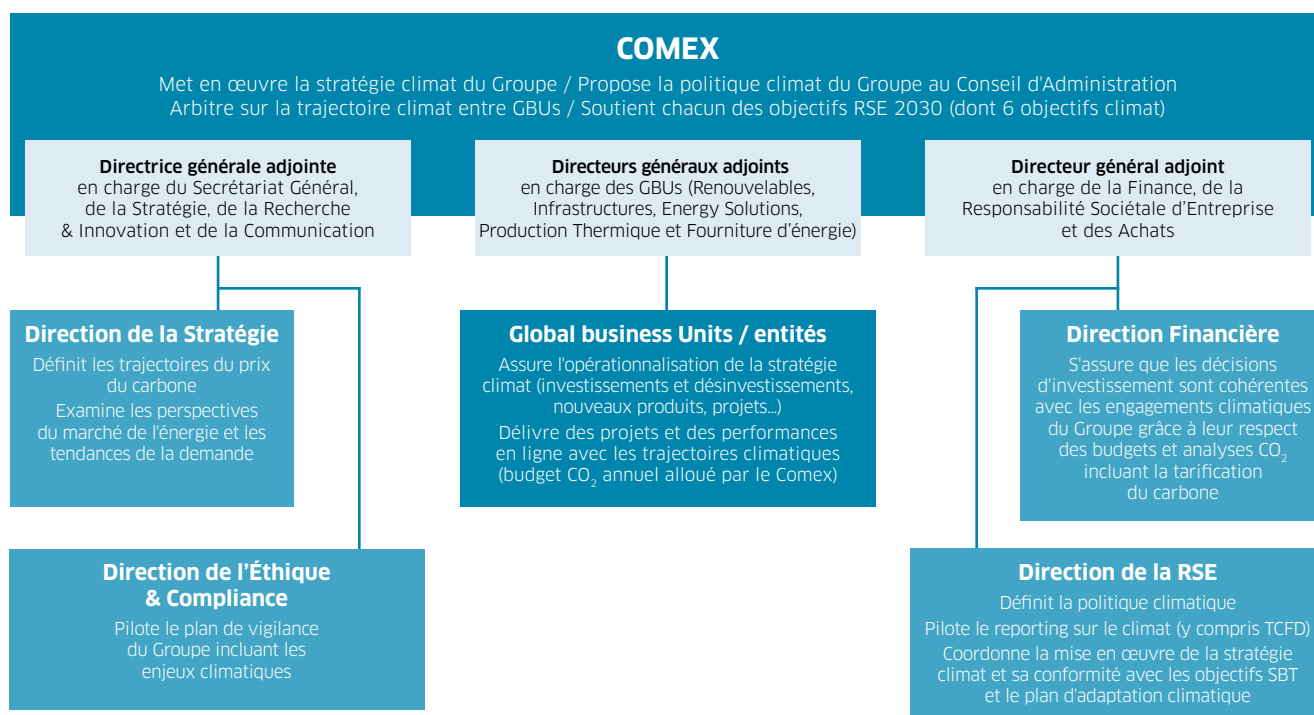 COMEX
Met en œuvre la stratégie climat du Groupe / Propose la politique climat du Groupe au Conseil d'Administration
Arbitre sur la trajectoire climat entre GBUs / Soutient chacun des objectifs RSE 2030 (dont 6 objectifs climat)
Directrice générale adjointe
en charge du Secrétariat Général,
de la Stratégie, de la Recherche
& Innovation et de la Communication
Directeurs généraux adjoints
en charge des GBUs (Renouvelables,
Infrastructures, Energy Solutions,
Production Thermique et Fourniture d'énergie)
Directeur général adjoint
en charge de la Finance, de la
Responsabilité Sociétale d'Entreprise
et des Achats
Direction de la Stratégie
Définit les trajectoires du prix
du carbone
Examine les perspectives
du marché de l'énergie et les
tendances de la demande
Global business Units / entités
Assure l'opérationnalisation de la stratégie
climat (investissements et désinvestissements,
nouveaux produits, projets...)
Délivre des projets et des performances
en ligne avec les trajectoires climatiques
(budget CO₂ annuel alloué par le Comex)
Direction Financière
S'assure que les décisions
d'investissement sont cohérentes
avec les engagements climatiques
du Groupe grâce à leur respect
des budgets et analyses CO₂
incluant la tarification
du carbone
Direction de l'Éthique
& Compliance
Pilote le plan de vigilance
du Groupe incluant les
enjeux climatiques
Direction de la RSE
Définit la politique climatique
Pilote le reporting sur le climat (y compris TCFD)
Coordonne la mise en œuvre de la stratégie
climat et sa conformité avec les objectifs SBT
et le plan d'adaptation climatique